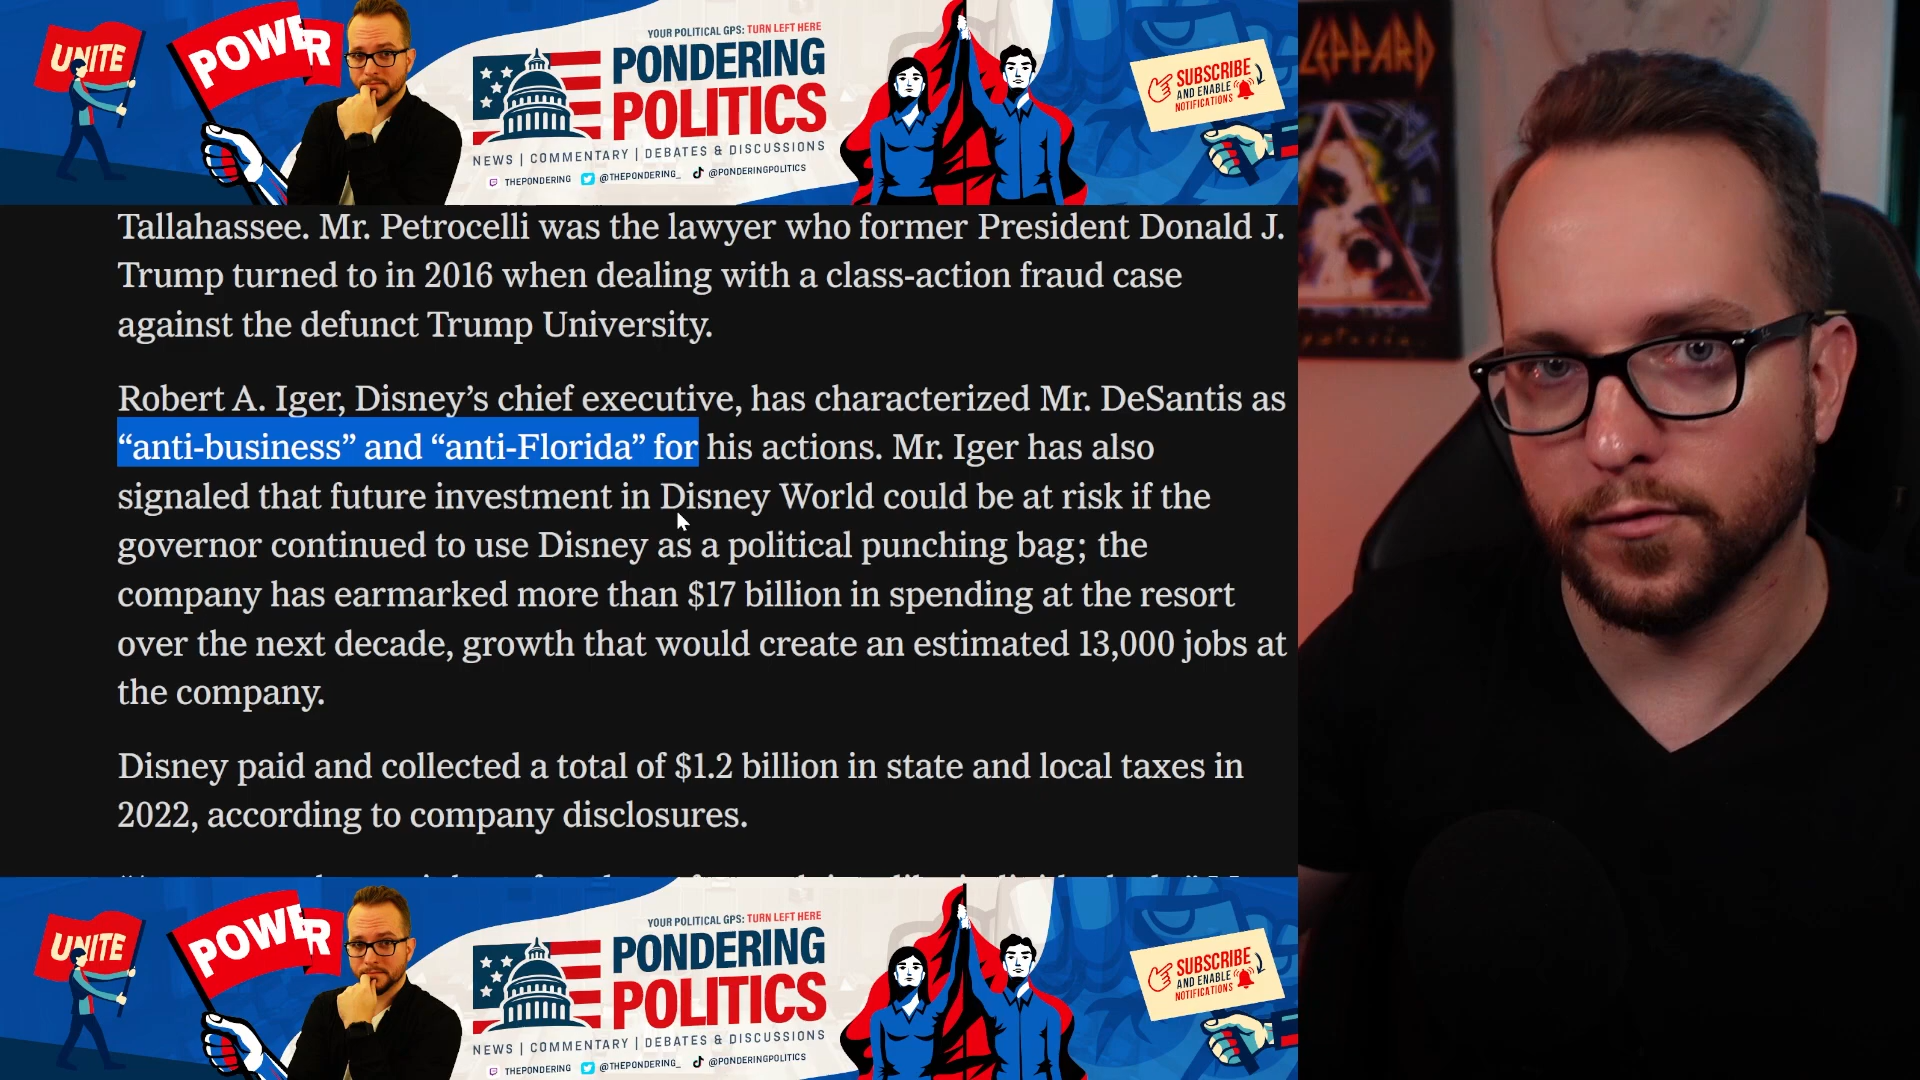 UNITE
POWER
YOUR POLITICAL GPS: TURN LEFT HERE
PONDERING
POLITICS
NEWS | COMMENTARY | DEBATES & DISCUSSIONS
THEPONDERING @THEPONDERING_ @PONDERINGPOLITICS
SUBSCRIBE
AND ENABLE
NOTIFICATIONS
LEPPARD
Tallahassee. Mr. Petrocelli was the lawyer who former President Donald J.
Trump turned to in 2016 when dealing with a class-action fraud case
against the defunct Trump University.
Robert A. Iger, Disney’s chief executive, has characterized Mr. DeSantis as
“anti-business” and “anti-Florida” for his actions. Mr. Iger has also
signaled that future investment in Disney World could be at risk if the
governor continued to use Disney as a political punching bag; the
company has earmarked more than $17 billion in spending at the resort
over the next decade, growth that would create an estimated 13,000 jobs at
the company.
Disney paid and collected a total of $1.2 billion in state and local taxes in
2022, according to company disclosures.
UNITE
POWER
YOUR POLITICAL GPS: TURN LEFT HERE
PONDERING
POLITICS
NEWS | COMMENTARY | DEBATES & DISCUSSIONS
THEPONDERING @THEPONDERING_ @PONDERINGPOLITICS
SUBSCRIBE
AND ENABLE
NOTIFICATIONS